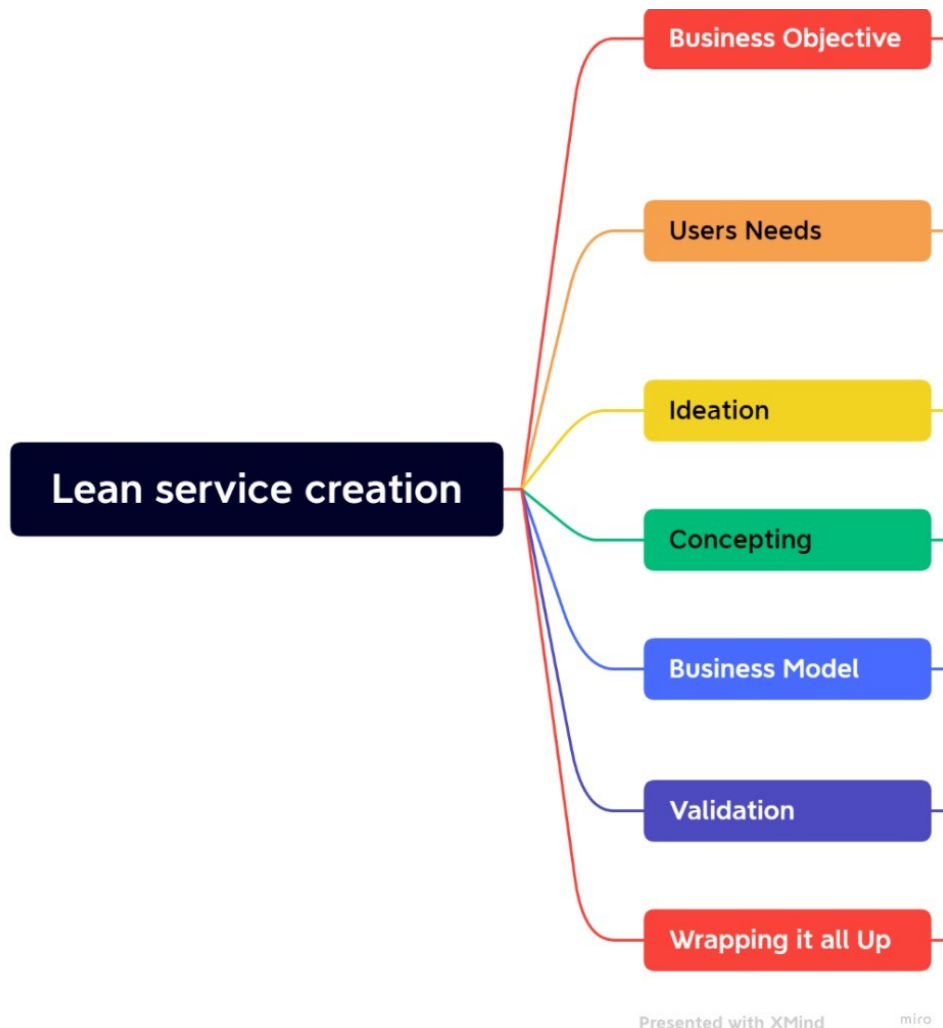 Business Objective
Users Needs
Ideation
Lean service creation
Concepting
Business Model
Validation
Wrapping it all Up
Presented with XMind
miro